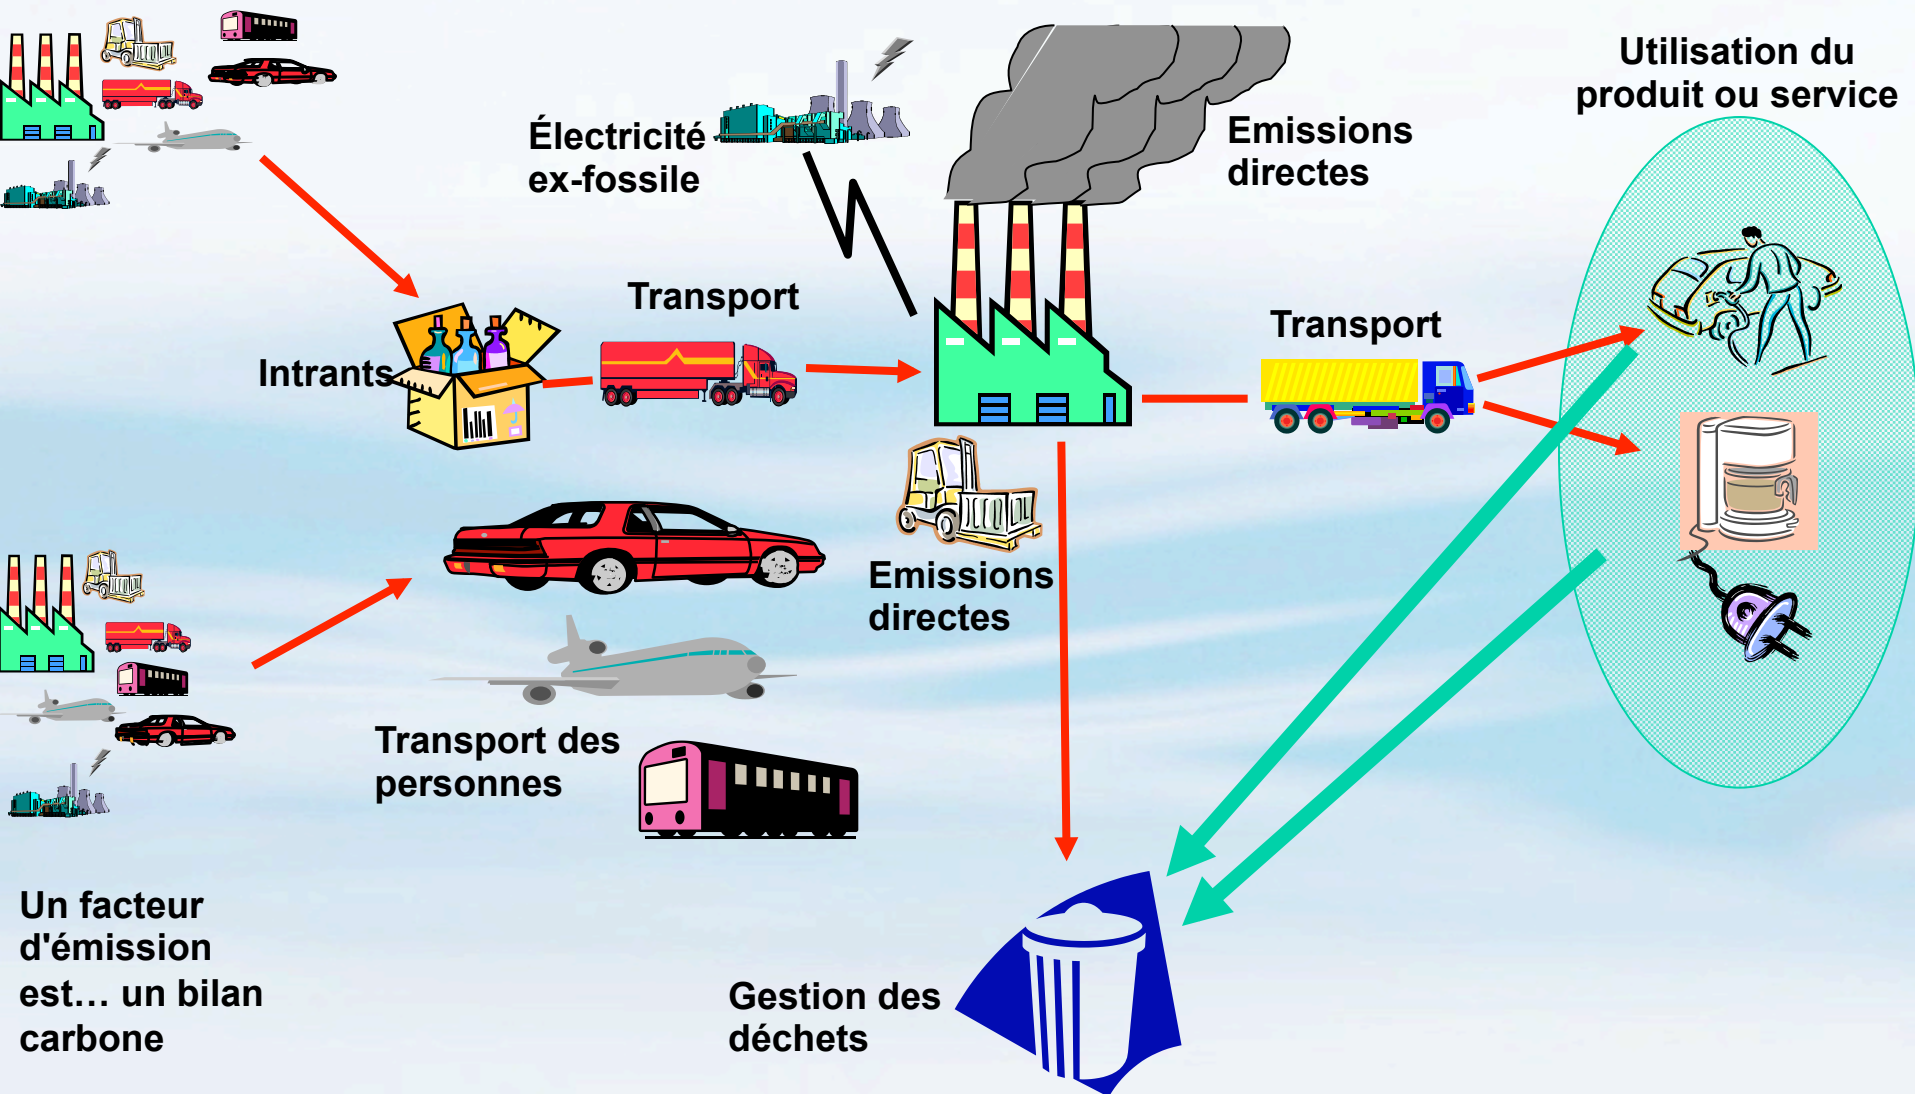 Utilisation du
produit ou service
Électricité
ex-fossile
Emissions
directes
Transport
Transport
Intrants
Emissions
directes
Transport des
personnes
Un facteur
d'émission
est… un bilan
carbone
Gestion des
déchets